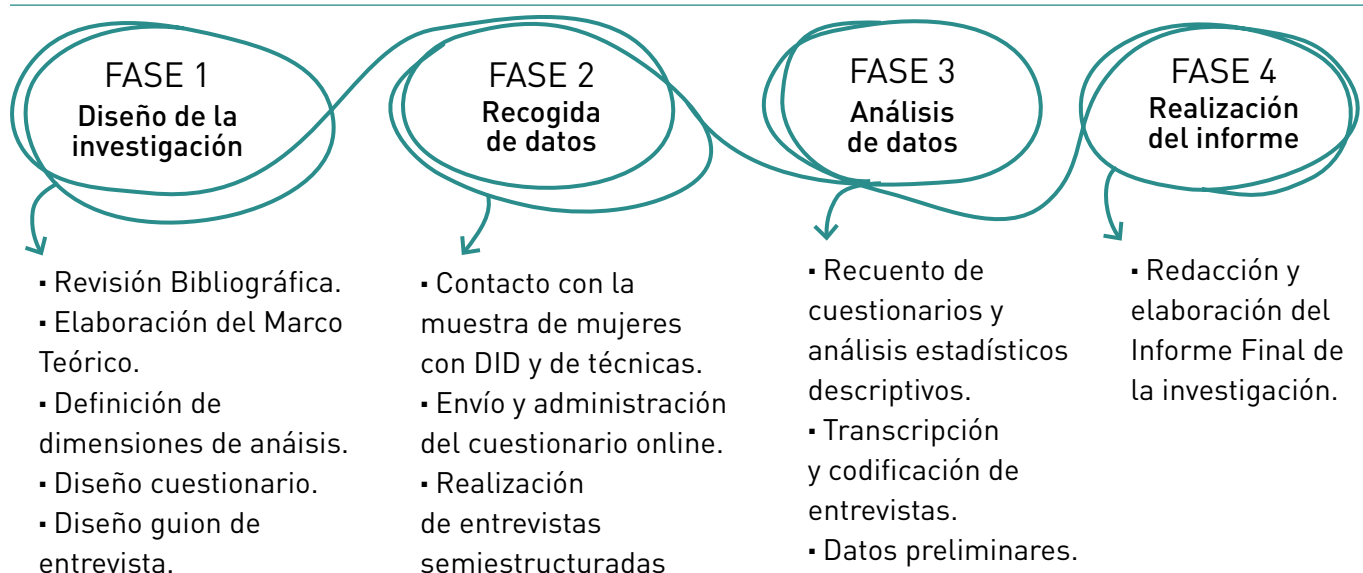 FASE 1
Diseño de la
investigación
▪ Revisión Bibliográfica.
▪ Elaboración del Marco
Teórico.
▪ Definición de
dimensiones de anáisis.
▪ Diseño cuestionario.
▪ Diseño guion de
entrevista.
FASE 2
Recogida
de datos
▪ Contacto con la
muestra de mujeres
con DID y de técnicas.
▪ Envío y administración
del cuestionario online.
▪ Realización
de entrevistas
semiestructuradas
FASE 3
Análisis
de datos
▪ Recuento de
cuestionarios y
análisis estadísticos
descriptivos.
▪ Transcripción
y codificación de
entrevistas.
▪ Datos preliminares.
FASE 4
Realización
del informe
▪ Redacción y
elaboración del
Informe Final de
la investigación.